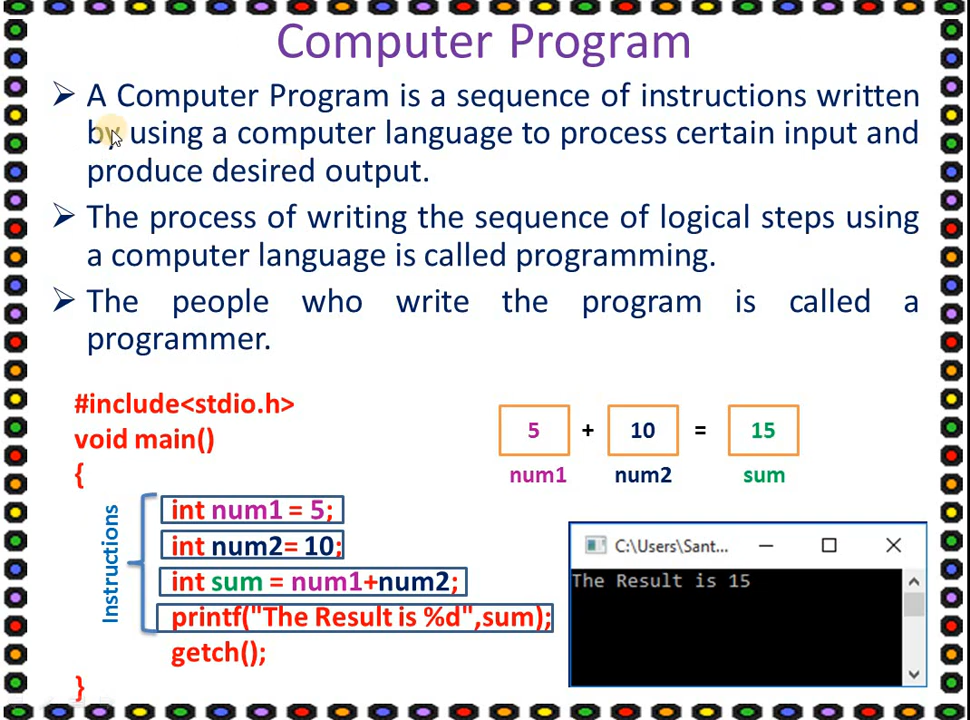 Computer Program
➢ A Computer Program is a sequence of instructions written
by using a computer language to process certain input and
produce desired output.
➢ The process of writing the sequence of logical steps using
a computer language is called programming.
➢ The people who write the program is called a
programmer.
#include<stdio.h>
void main()
{
int num1 = 5;
int num2= 10;
int sum = num1+num2;
printf("The Result is %d",sum);
getch();
}
Instructions
5 + 10 = 15
num1 num2 sum
C:\Users\Sant...
The Result is 15